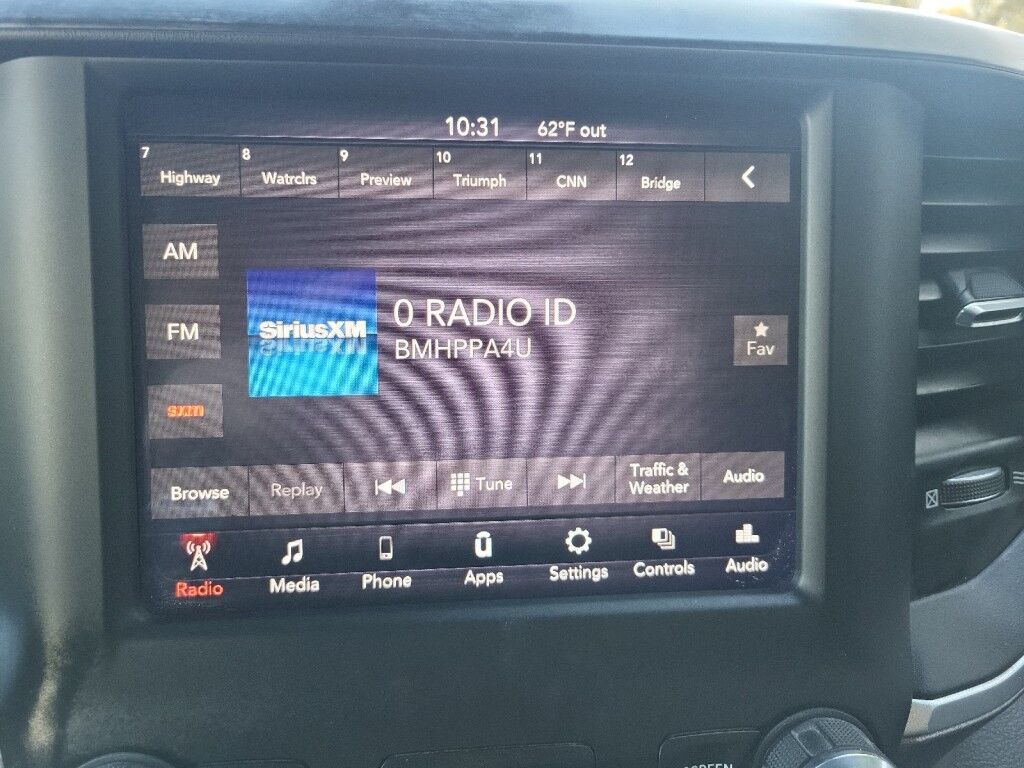 10:31 62°F out
7 8 9 10 11 12
Highway Watrclrs Preview Triumph CNN Bridge
AM
SiriusXM
0 RADIO ID
BMHPPA4U
FM
Fav
sxm
Browse Replay Tune Traffic & Weather Audio
Radio Media Phone Apps Settings Controls Audio
SCREEN